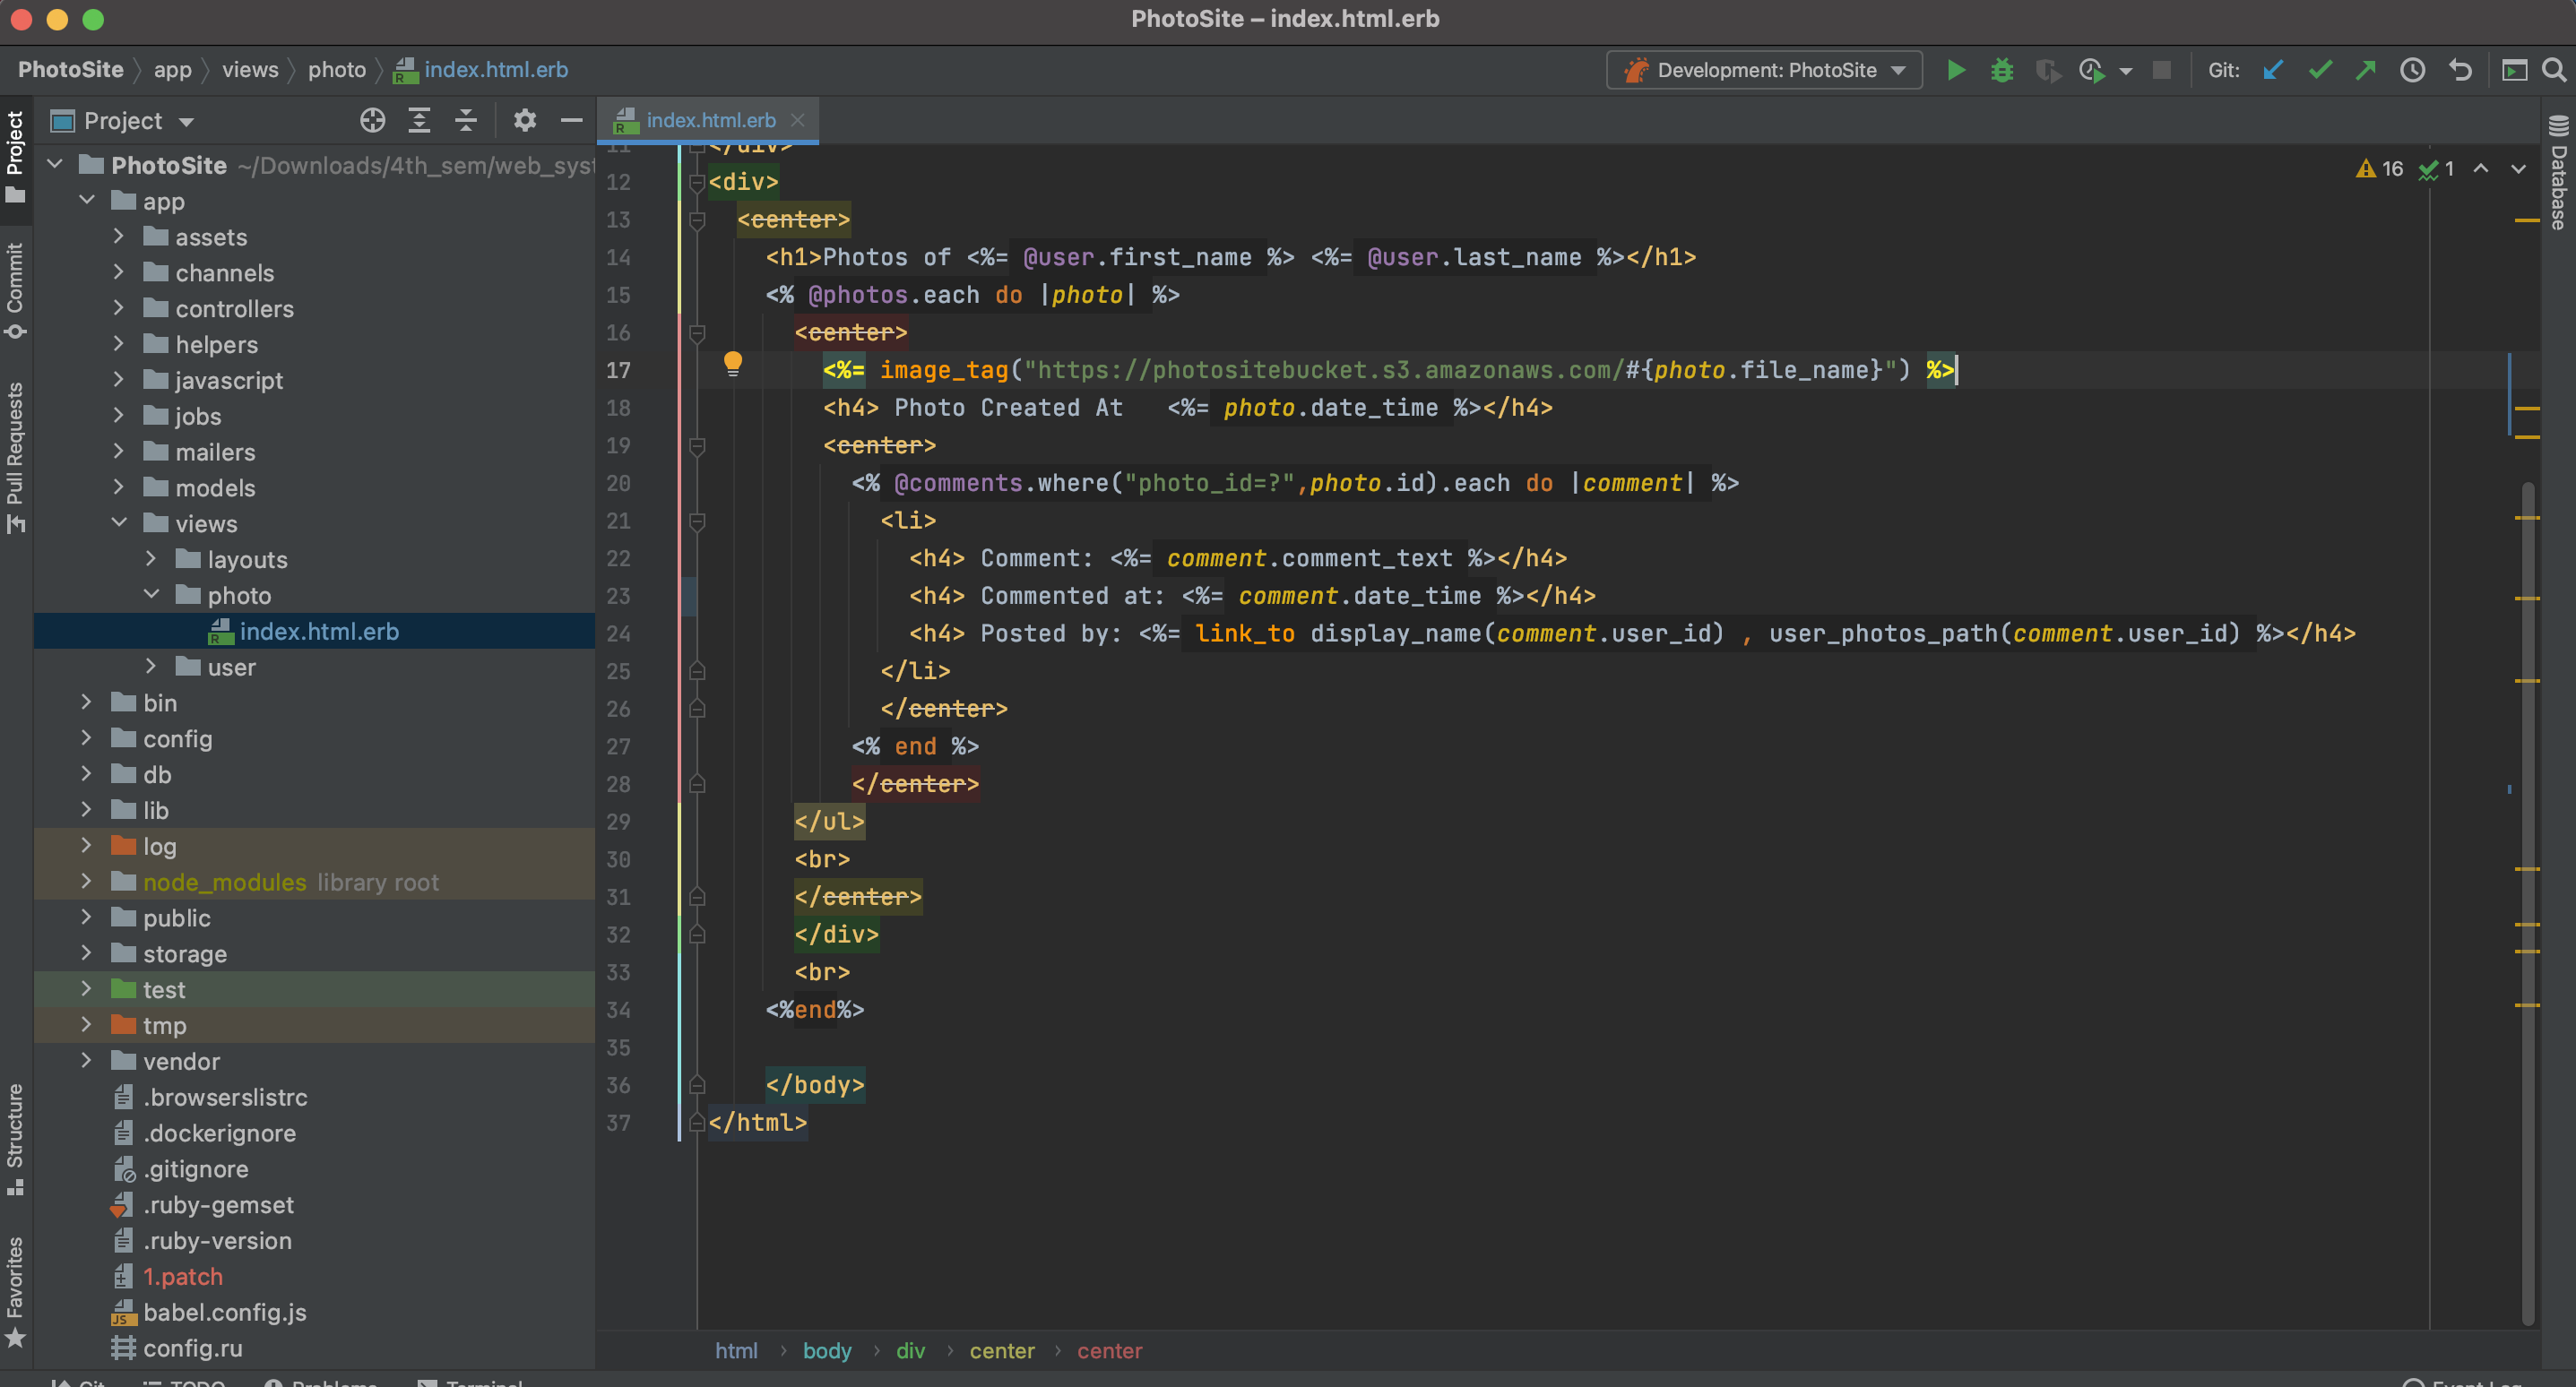 PhotoSite – index.html.erb
PhotoSite app views photo index.html.erb
Development: PhotoSite
Git:
Project
Commit
Pull Requests
Structure
Favorites
Project
PhotoSite ~/Downloads/4th_sem/web_sys
app
assets
channels
controllers
helpers
javascript
jobs
mailers
models
views
layouts
photo
index.html.erb
user
bin
config
db
lib
log
node_modules library root
public
storage
test
tmp
vendor
.browserslistrc
.dockerignore
.gitignore
.ruby-gemset
.ruby-version
1.patch
babel.config.js
config.ru
index.html.erb
16 1
11 </div>
12 <div>
13 <center>
14 <h1>Photos of <%= @user.first_name %> <%= @user.last_name %></h1>
15 <% @photos.each do |photo| %>
16 <center>
17 <%= image_tag("https://photositebucket.s3.amazonaws.com/#{photo.file_name}") %>
18 <h4> Photo Created At <%= photo.date_time %></h4>
19 <center>
20 <% @comments.where("photo_id=?",photo.id).each do |comment| %>
21 <li>
22 <h4> Comment: <%= comment.comment_text %></h4>
23 <h4> Commented at: <%= comment.date_time %></h4>
24 <h4> Posted by: <%= link_to display_name(comment.user_id) , user_photos_path(comment.user_id) %></h4>
25 </li>
26 </center>
27 <% end %>
28 </center>
29 </ul>
30 <br>
31 </center>
32 </div>
33 <br>
34 <%end%>
35
36 </body>
37 </html>
html body div center center
Database
Git TODO Problems Terminal
Event Log